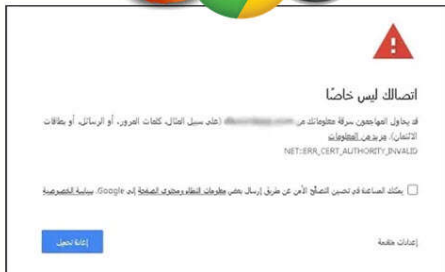 اتصالك ليس خاصًا
قد يحاول المهاجمون سرقة معلوماتك من (على سبيل المثال، كلمات المرور، أو الرسائل، أو بطاقات
الائتمان). مزيد من المعلومات
NET::ERR_CERT_AUTHORITY_INVALID
يمكنك المساعدة في تحسين التصفح الآمن عن طريق إرسال بعض معلومات النظام ومحتوى الصفحة إلى Google. سياسة الخصوصية
إعدادات متقدمة
إعادة تحميل